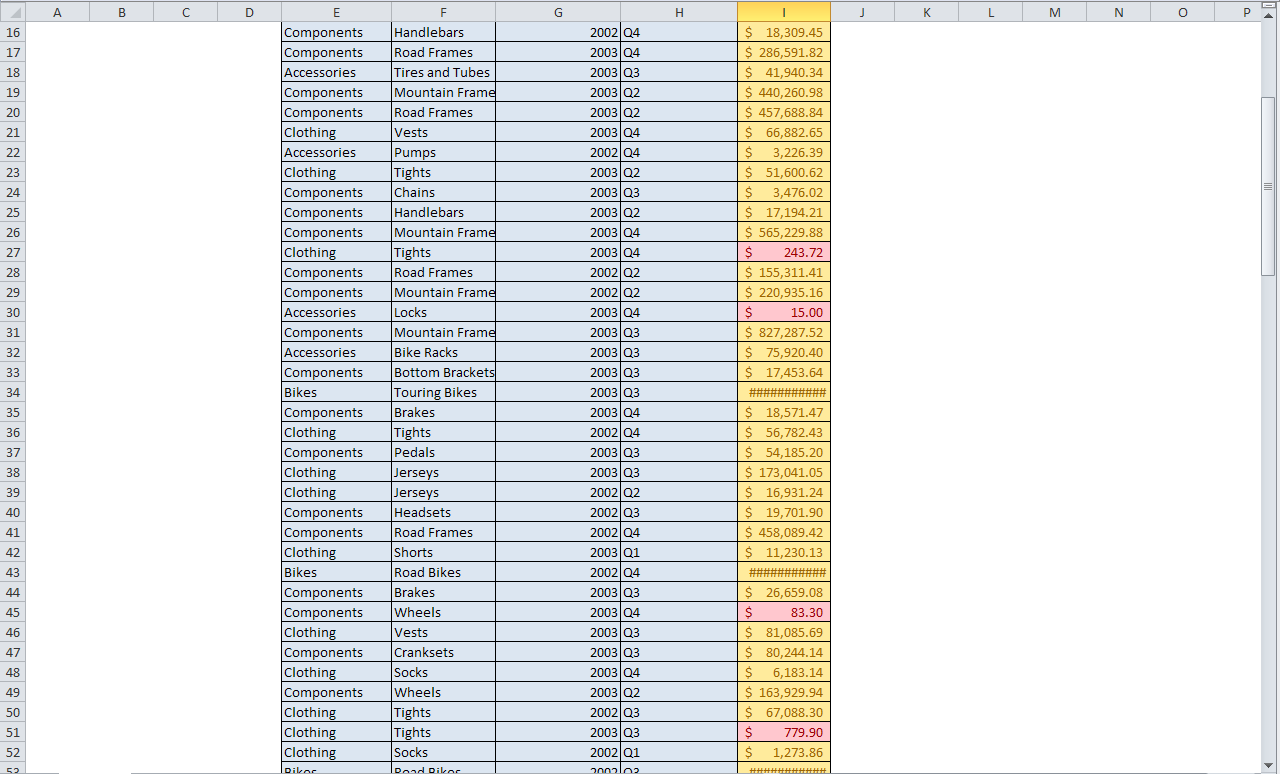 A B C D E F G H I J K L M N O P
16 Components Handlebars 2002 Q4 $ 18,309.45
17 Components Road Frames 2003 Q4 $ 286,591.82
18 Accessories Tires and Tubes 2003 Q3 $ 41,940.34
19 Components Mountain Frame 2003 Q2 $ 440,260.98
20 Components Road Frames 2003 Q2 $ 457,688.84
21 Clothing Vests 2003 Q4 $ 66,882.65
22 Accessories Pumps 2002 Q4 $ 3,226.39
23 Clothing Tights 2003 Q2 $ 51,600.62
24 Components Chains 2003 Q3 $ 3,476.02
25 Components Handlebars 2003 Q2 $ 17,194.21
26 Components Mountain Frame 2003 Q4 $ 565,229.88
27 Clothing Tights 2003 Q4 $ 243.72
28 Components Road Frames 2002 Q2 $ 155,311.41
29 Components Mountain Frame 2002 Q2 $ 220,935.16
30 Accessories Locks 2003 Q4 $ 15.00
31 Components Mountain Frame 2003 Q3 $ 827,287.52
32 Accessories Bike Racks 2003 Q3 $ 75,920.40
33 Components Bottom Brackets 2003 Q3 $ 17,453.64
34 Bikes Touring Bikes 2003 Q3 ###########
35 Components Brakes 2003 Q4 $ 18,571.47
36 Clothing Tights 2002 Q4 $ 56,782.43
37 Components Pedals 2003 Q3 $ 54,185.20
38 Clothing Jerseys 2003 Q3 $ 173,041.05
39 Clothing Jerseys 2002 Q2 $ 16,931.24
40 Components Headsets 2002 Q3 $ 19,701.90
41 Components Road Frames 2002 Q4 $ 458,089.42
42 Clothing Shorts 2003 Q1 $ 11,230.13
43 Bikes Road Bikes 2002 Q4 ###########
44 Components Brakes 2003 Q3 $ 26,659.08
45 Components Wheels 2003 Q4 $ 83.30
46 Clothing Vests 2003 Q3 $ 81,085.69
47 Components Cranksets 2003 Q3 $ 80,244.14
48 Clothing Socks 2003 Q4 $ 6,183.14
49 Components Wheels 2003 Q2 $ 163,929.94
50 Clothing Tights 2002 Q3 $ 67,088.30
51 Clothing Tights 2003 Q3 $ 779.90
52 Clothing Socks 2002 Q1 $ 1,273.86
53 Bikes Road Bikes 2002 Q3 ###########